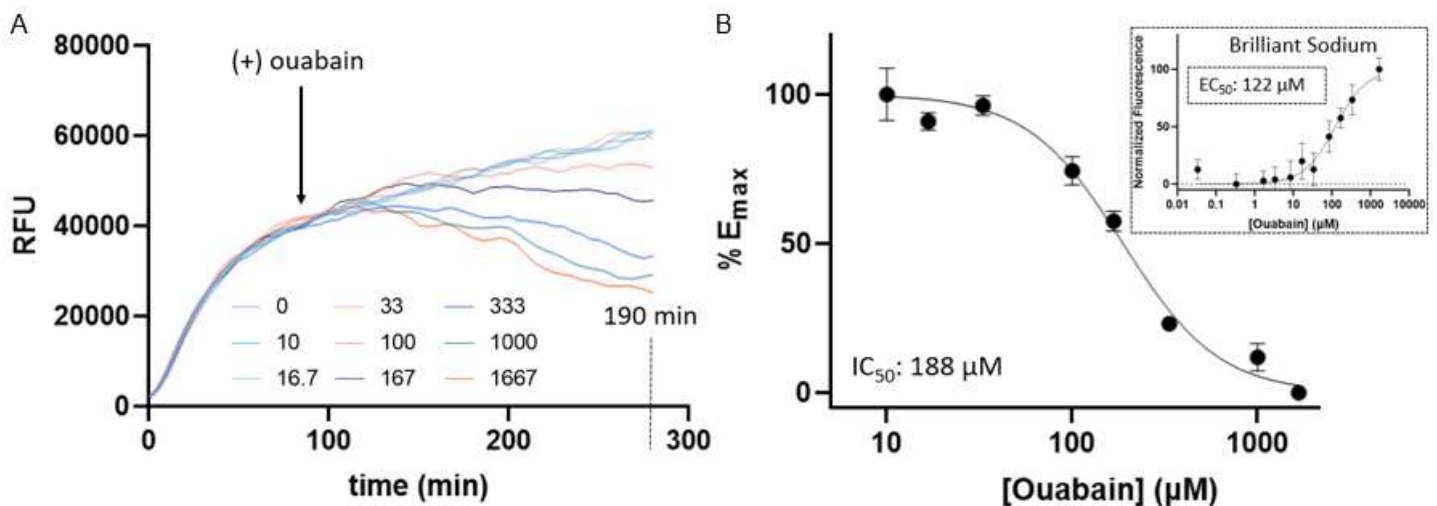 A
80000
60000
40000
20000
0
RFU
(+) ouabain
0 33 333
10 100 1000
16.7 167 1667
190 min
0 100 200 300
time (min)
B
100
50
0
% Emax
IC50: 188 µM
10 100 1000
[Ouabain] (µM)
Brilliant Sodium
EC50: 122 µM
100
50
0
Normalized Fluorescence
0.01 0.1 1 10 100 1000 10000
[Ouabain] (µM)